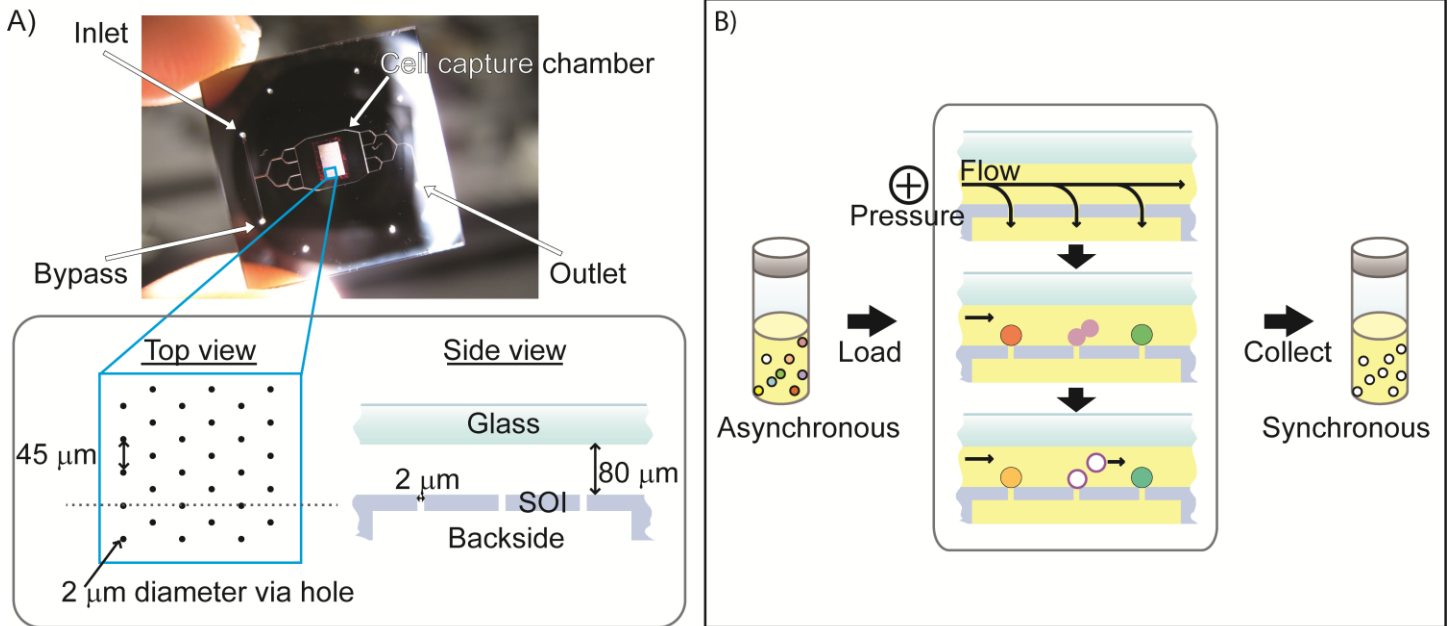 A)
Inlet
Cell capture chamber
Bypass
Outlet
Top view
Side view
45 μm
Glass
80 μm
2 μm
SOI
Backside
2 μm diameter via hole
B)
Flow
+
Pressure
Load
Collect
Asynchronous
Synchronous